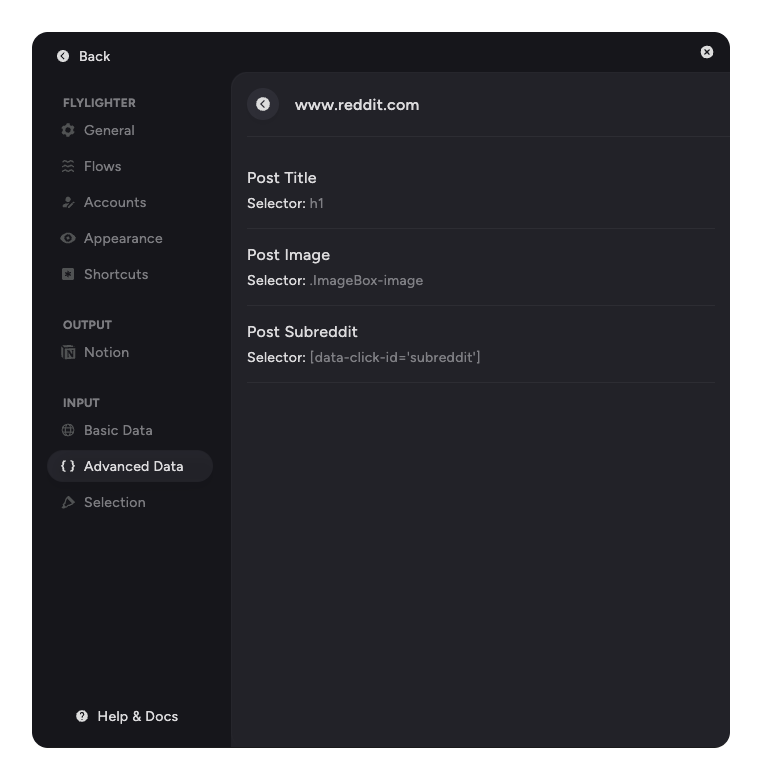 Back
FLYLIGHTER
General
Flows
Accounts
Appearance
Shortcuts
OUTPUT
Notion
INPUT
Basic Data
{ } Advanced Data
Selection
Help & Docs
www.reddit.com
Post Title
Selector: h1
Post Image
Selector: .ImageBox-image
Post Subreddit
Selector: [data-click-id='subreddit']